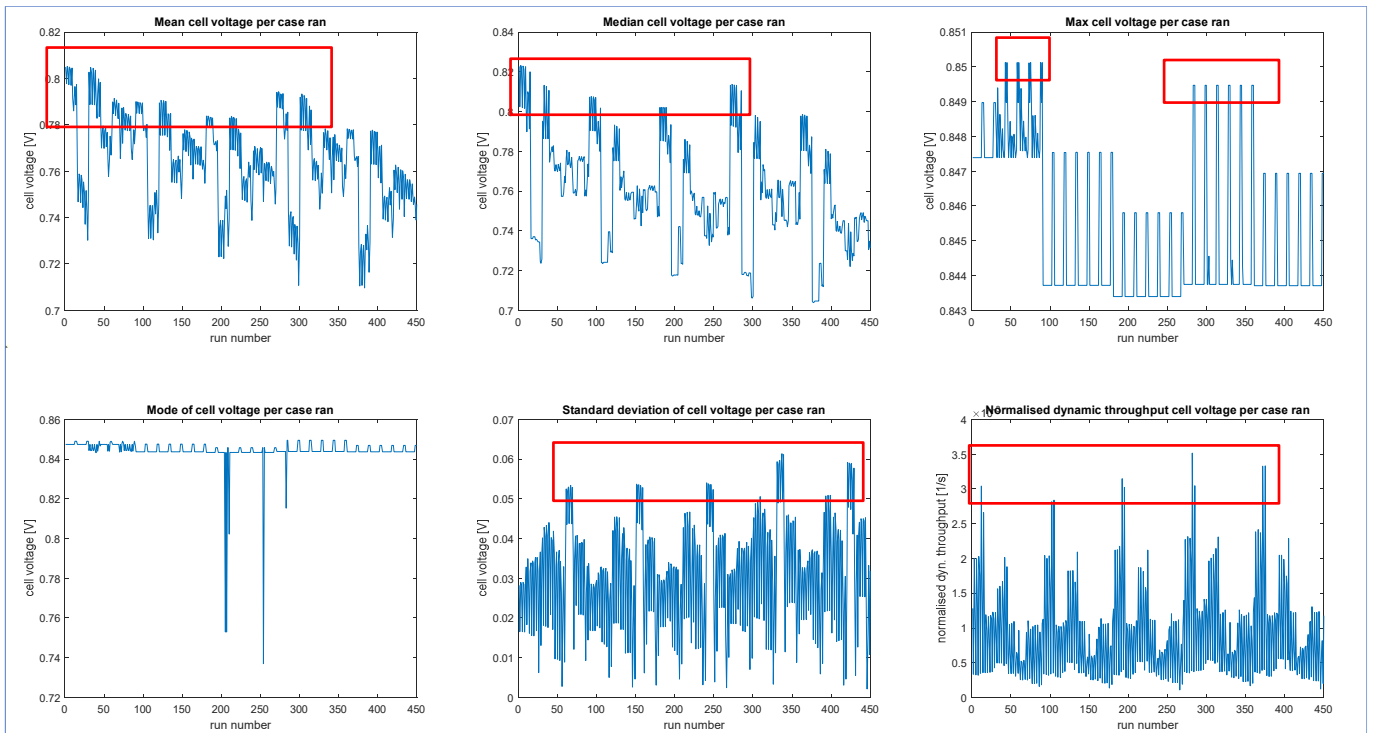 Mean cell voltage per case ran
0.82
0.8
0.78
0.76
0.74
0.72
0.7
cell voltage [V]
0 50 100 150 200 250 300 350 400 450
run number
Median cell voltage per case ran
0.84
0.82
0.8
0.78
0.76
0.74
0.72
0.7
cell voltage [V]
0 50 100 150 200 250 300 350 400 450
run number
Max cell voltage per case ran
0.851
0.85
0.849
0.848
0.847
0.846
0.845
0.844
0.843
cell voltage [V]
0 50 100 150 200 250 300 350 400 450
run number
Mode of cell voltage per case ran
0.86
0.84
0.82
0.8
0.78
0.76
0.74
0.72
cell voltage [V]
0 50 100 150 200 250 300 350 400 450
run number
Standard deviation of cell voltage per case ran
0.07
0.06
0.05
0.04
0.03
0.02
0.01
0
cell voltage [V]
0 50 100 150 200 250 300 350 400 450
run number
Normalised dynamic throughput cell voltage per case ran
4
3.5
3
2.5
2
1.5
1
0.5
0
normalised dyn. throughput [1/s]
0 50 100 150 200 250 300 350 400 450
run number